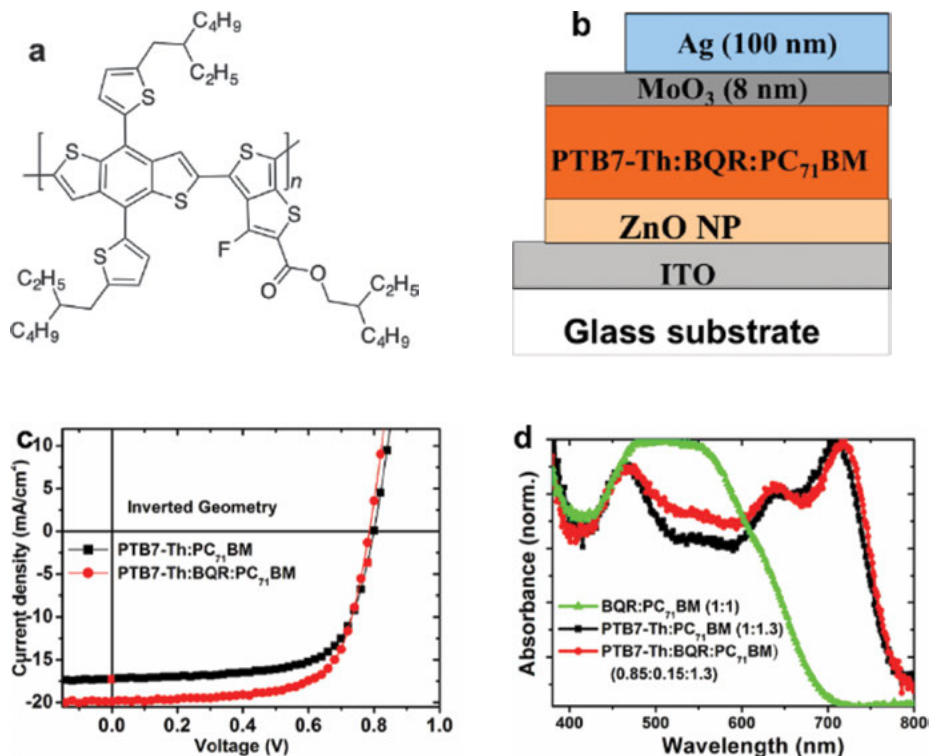 a
C4H9
C2H5
S
S
S
n
S
S
F
S
O
O
C2H5
C4H9
C2H5
C4H9
b
Ag (100 nm)
MoO3 (8 nm)
PTB7-Th:BQR:PC71BM
ZnO NP
ITO
Glass substrate
c
Current density (mA/cm2)
10
5
0
-5
-10
-15
-20
Inverted Geometry
PTB7-Th:PC71BM
PTB7-Th:BQR:PC71BM
0.0 0.2 0.4 0.6 0.8 1.0
Voltage (V)
d
Absorbance (norm.)
BQR:PC71BM (1:1)
PTB7-Th:PC71BM (1:1.3)
PTB7-Th:BQR:PC71BM)
(0.85:0.15:1.3)
400 500 600 700 800
Wavelength (nm)